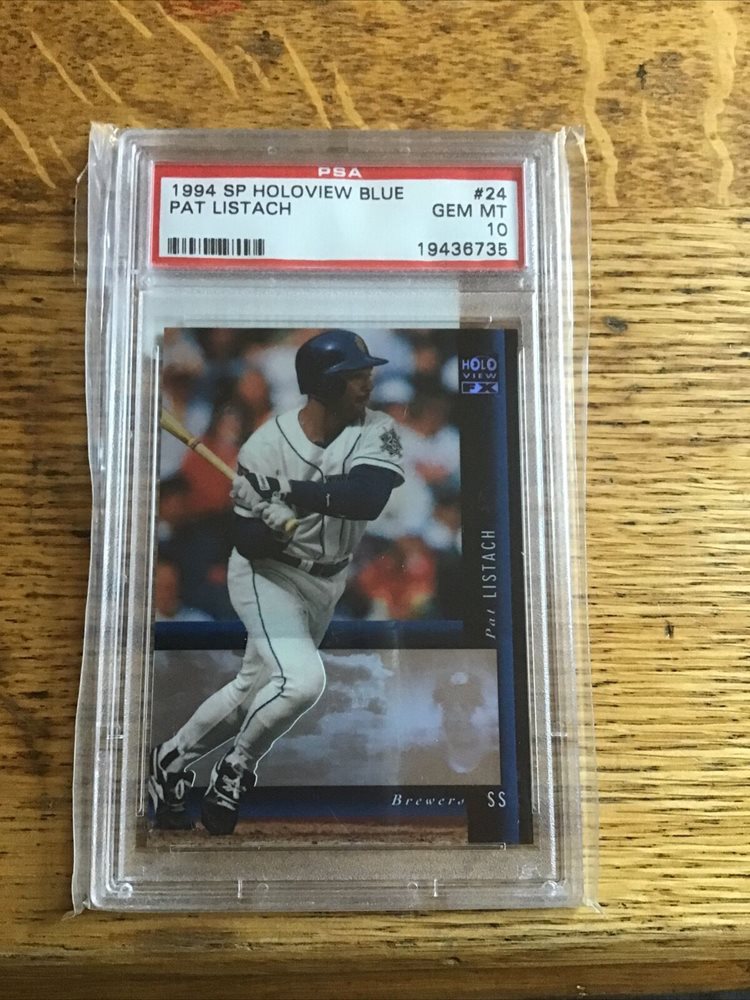 PSA
1994 SP HOLOVIEW BLUE #24
PAT LISTACH GEM MT
10
19436735
HOLO
VIEW
FX
Pat LISTACH
Brewers SS